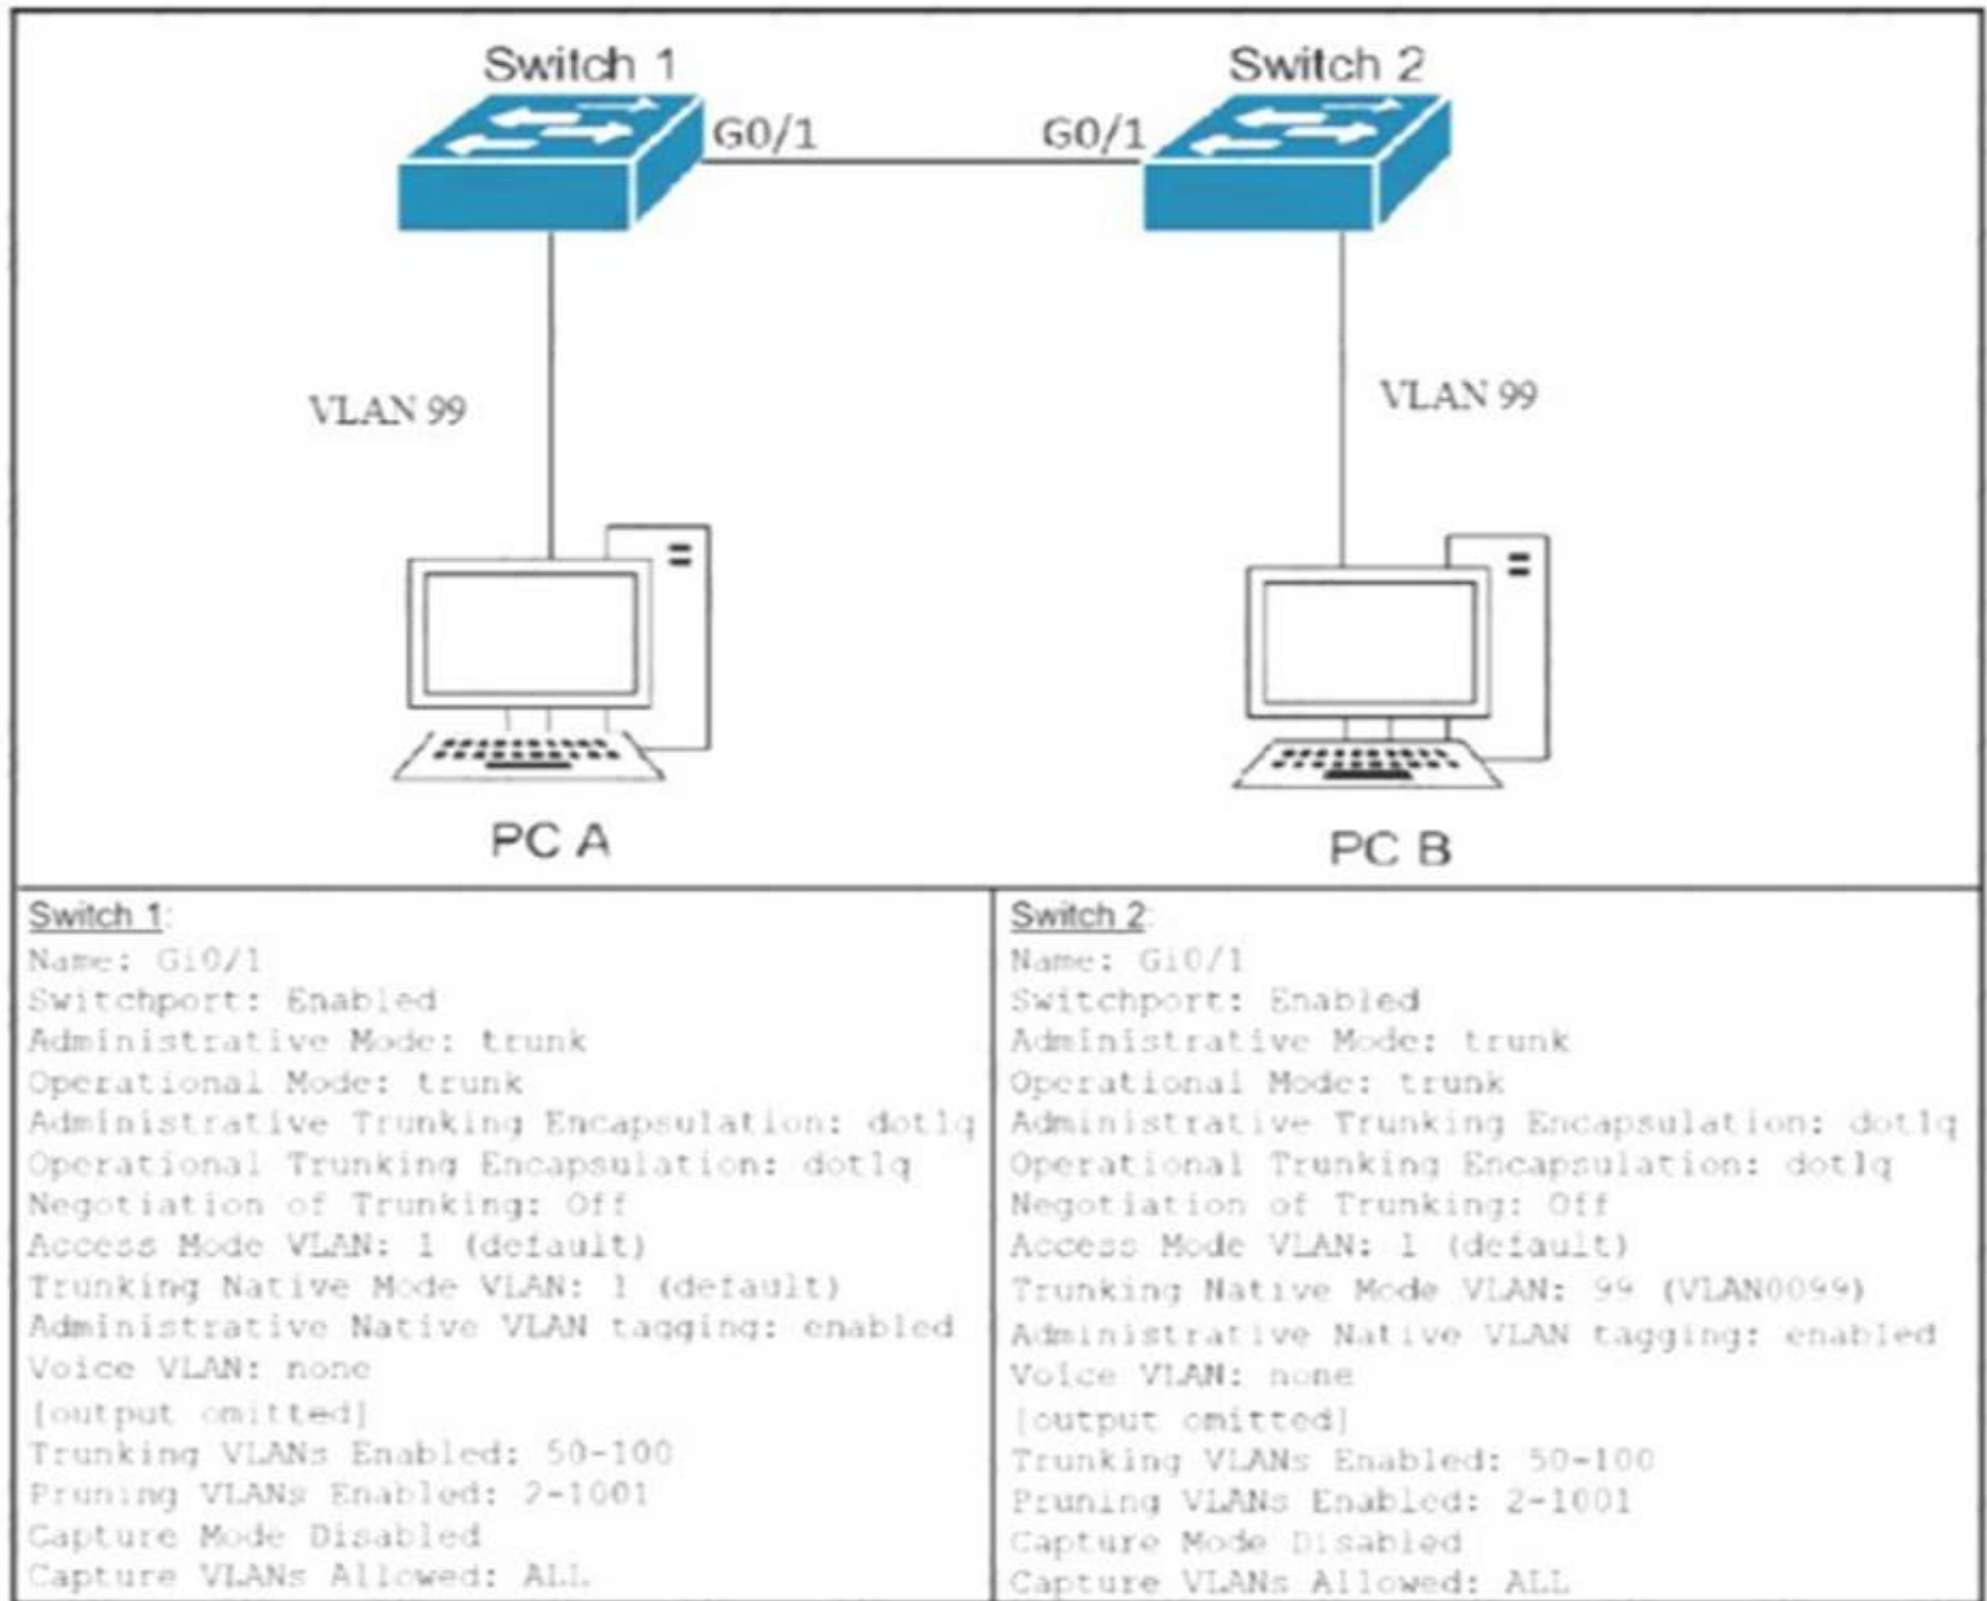 Switch 1
Switch 2
G0/1
G0/1
VLAN 99
VLAN 99
PC A
PC B
Switch 1:
Name: Gi0/1
Switchport: Enabled
Administrative Mode: trunk
Operational Mode: trunk
Administrative Trunking Encapsulation: dot1q
Operational Trunking Encapsulation: dot1q
Negotiation of Trunking: Off
Access Mode VLAN: 1 (default)
Trunking Native Mode VLAN: 1 (default)
Administrative Native VLAN tagging: enabled
Voice VLAN: none
[output omitted]
Trunking VLANs Enabled: 50-100
Pruning VLANs Enabled: 2-1001
Capture Mode Disabled
Capture VLANs Allowed: ALL
Switch 2:
Name: Gi0/1
Switchport: Enabled
Administrative Mode: trunk
Operational Mode: trunk
Administrative Trunking Encapsulation: dot1q
Operational Trunking Encapsulation: dot1q
Negotiation of Trunking: Off
Access Mode VLAN: 1 (default)
Trunking Native Mode VLAN: 99 (VLAN0099)
Administrative Native VLAN tagging: enabled
Voice VLAN: none
[output omitted]
Trunking VLANs Enabled: 50-100
Pruning VLANs Enabled: 2-1001
Capture Mode Disabled
Capture VLANs Allowed: ALL